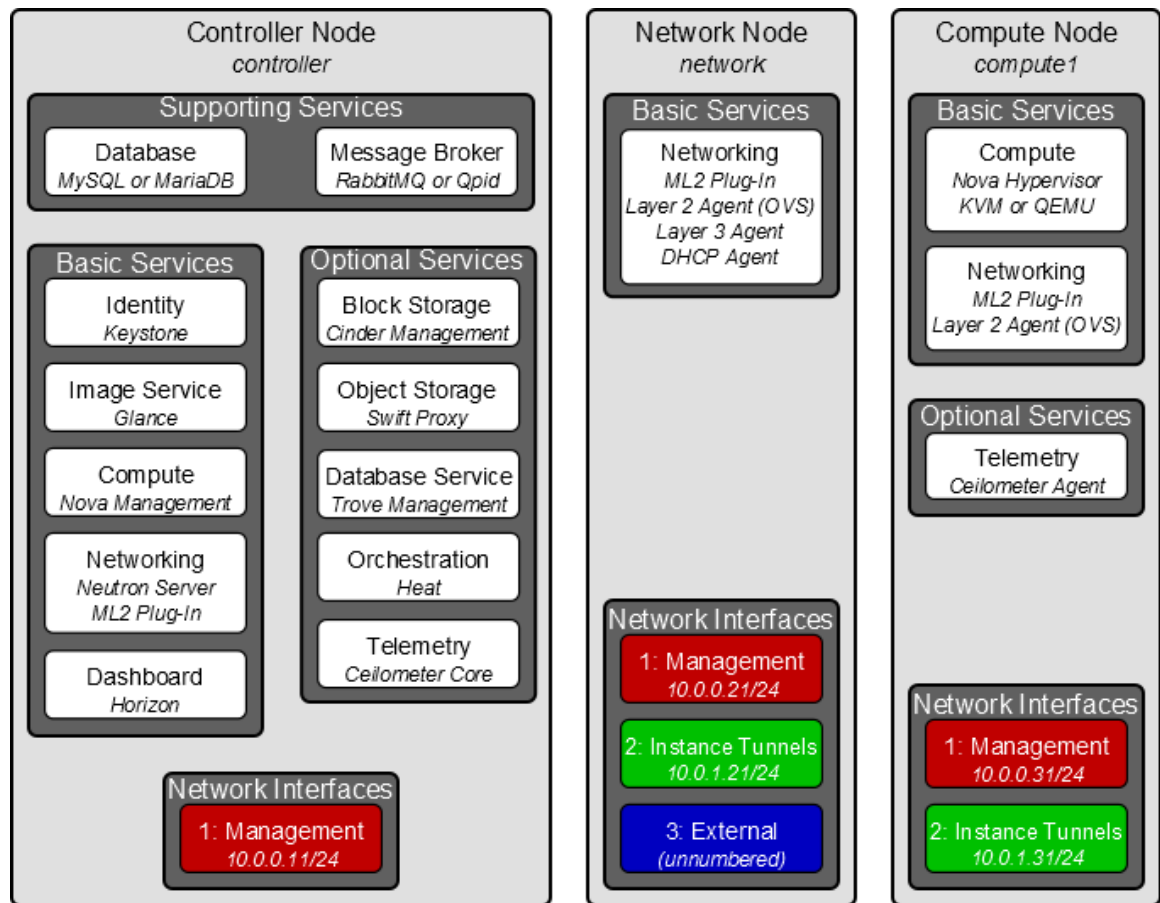 Controller Node
controller
Supporting Services
Database
MySQL or MariaDB
Message Broker
RabbitMQ or Qpid
Basic Services
Identity
Keystone
Image Service
Glance
Compute
Nova Management
Networking
Neutron Server
ML2 Plug-In
Dashboard
Horizon
Optional Services
Block Storage
Cinder Management
Object Storage
Swift Proxy
Database Service
Trove Management
Orchestration
Heat
Telemetry
Ceilometer Core
Network Interfaces
1: Management
10.0.0.11/24
Network Node
network
Basic Services
Networking
ML2 Plug-In
Layer 2 Agent (OVS)
Layer 3 Agent
DHCP Agent
Network Interfaces
1: Management
10.0.0.21/24
2: Instance Tunnels
10.0.1.21/24
3: External
(unnumbered)
Compute Node
compute1
Basic Services
Compute
Nova Hypervisor
KVM or QEMU
Networking
ML2 Plug-In
Layer 2 Agent (OVS)
Optional Services
Telemetry
Ceilometer Agent
Network Interfaces
1: Management
10.0.0.31/24
2: Instance Tunnels
10.0.1.31/24